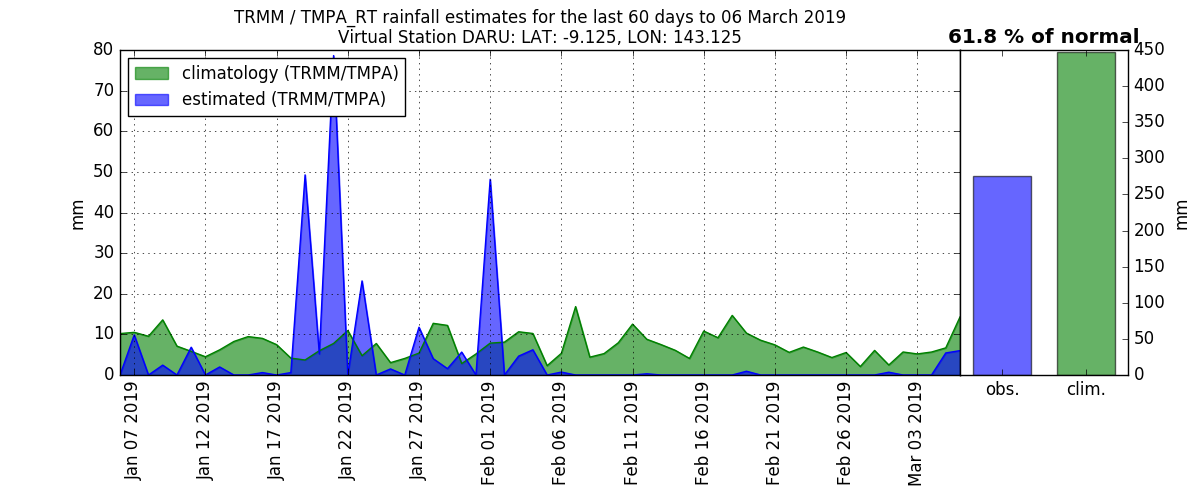 TRMM / TMPA_RT rainfall estimates for the last 60 days to 06 March 2019
Virtual Station DARU: LAT: -9.125, LON: 143.125
61.8 % of normal
climatology (TRMM/TMPA)
estimated (TRMM/TMPA)
mm
80
70
60
50
40
30
20
10
0
Jan 07 2019
Jan 12 2019
Jan 17 2019
Jan 22 2019
Jan 27 2019
Feb 01 2019
Feb 06 2019
Feb 11 2019
Feb 16 2019
Feb 21 2019
Feb 26 2019
Mar 03 2019
obs.
clim.
450
400
350
300
250
200
150
100
50
0
mm